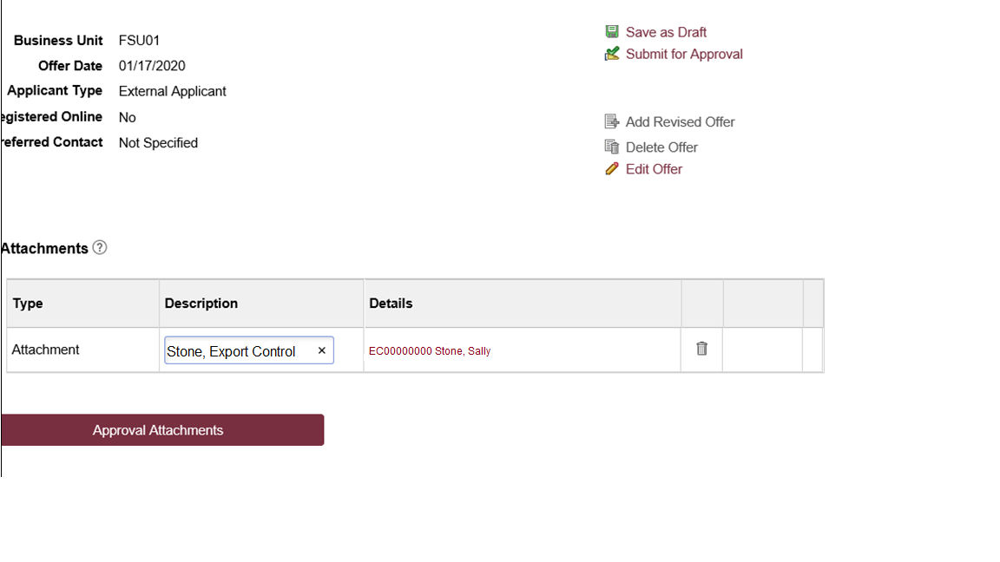 Business Unit FSU01
Offer Date 01/17/2020
Applicant Type External Applicant
egistered Online No
referred Contact Not Specified
Save as Draft
Submit for Approval
Add Revised Offer
Delete Offer
Edit Offer
Attachments ?
Type Description Details
Attachment Stone, Export Control × EC00000000 Stone, Sally
Approval Attachments